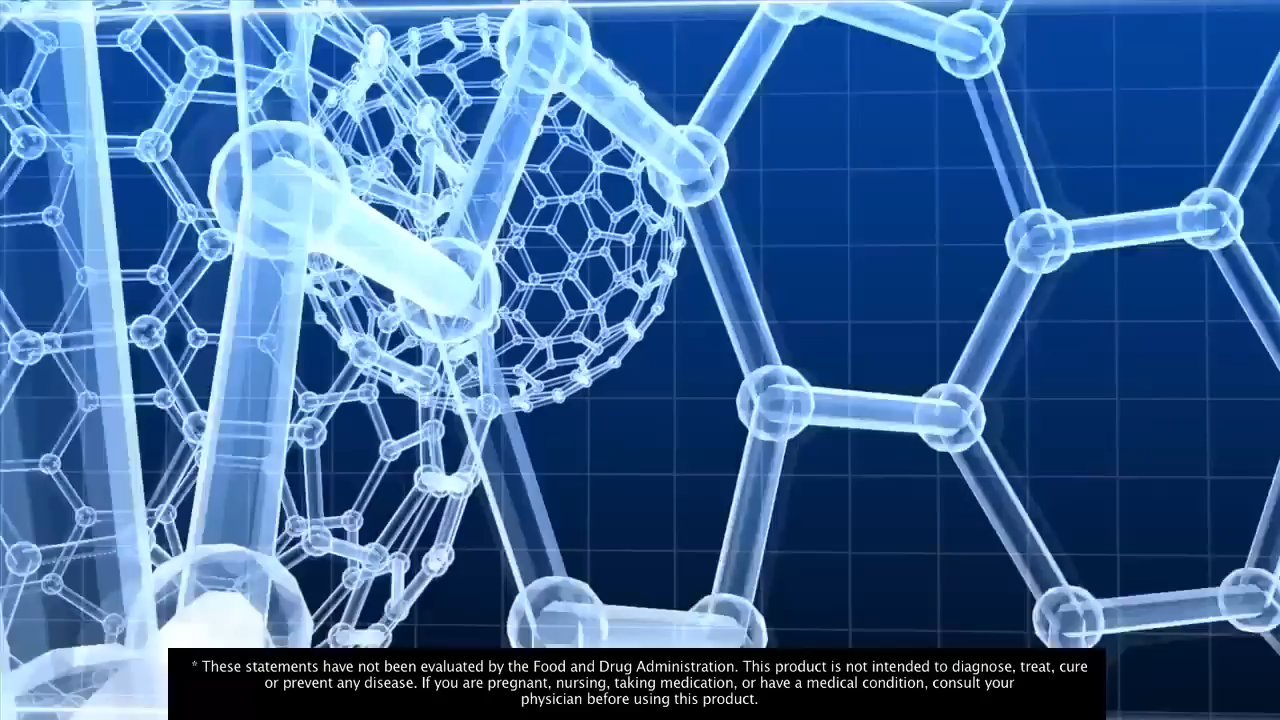 * These statements have not been evaluated by the Food and Drug Administration. This product is not intended to diagnose, treat, cure
or prevent any disease. If you are pregnant, nursing, taking medication, or have a medical condition, consult your
physician before using this product.